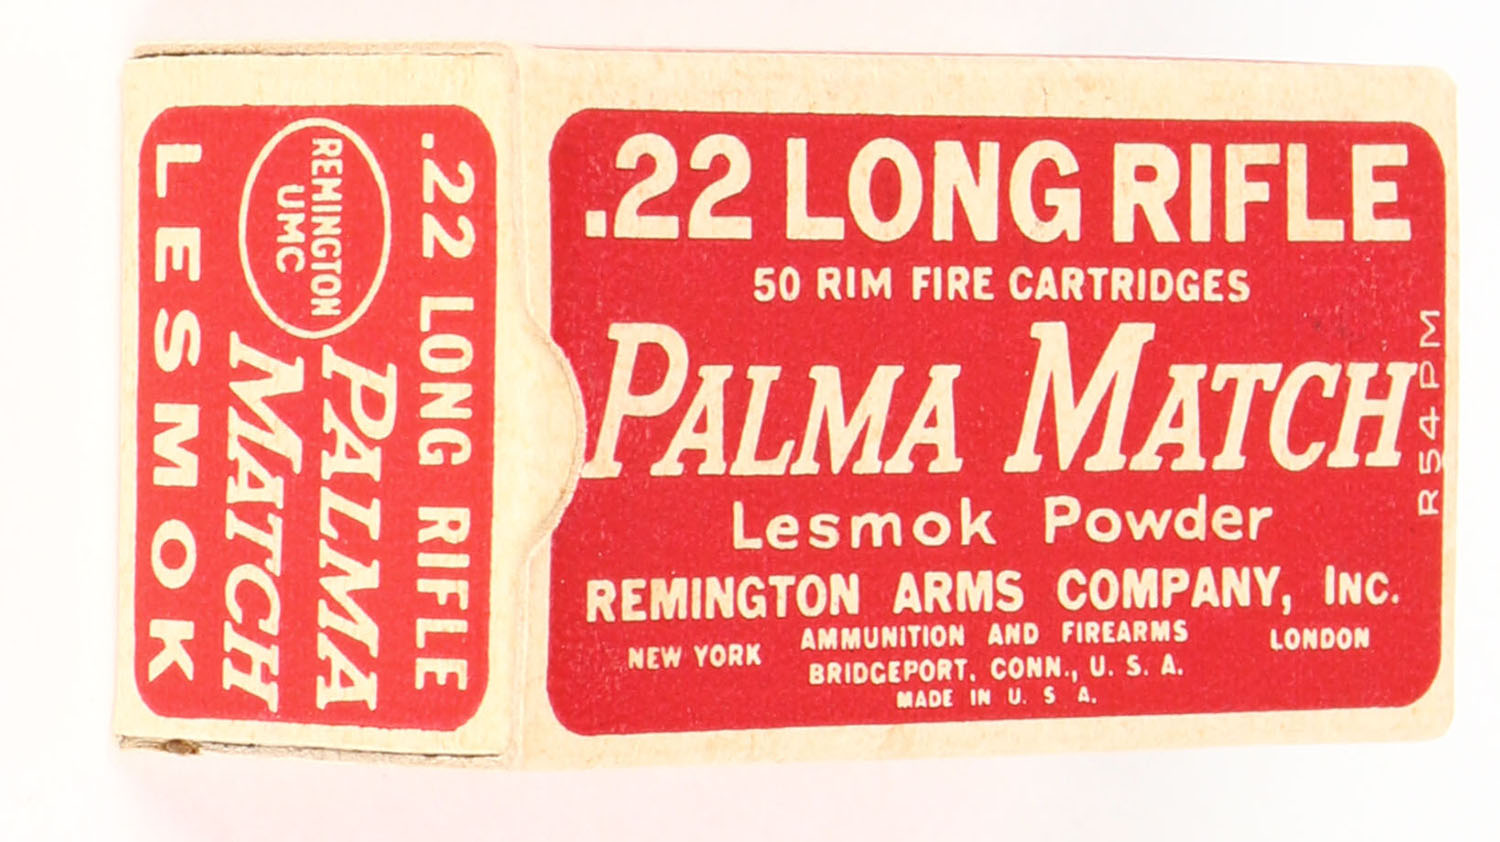 .22 LONG RIFLE
REMINGTON
UMC
PALMA
MATCH
LESMOK
.22 LONG RIFLE
50 RIM FIRE CARTRIDGES
PALMA MATCH
Lesmok Powder
REMINGTON ARMS COMPANY, INC.
NEW YORK
AMMUNITION AND FIREARMS
LONDON
BRIDGEPORT, CONN., U. S. A.
MADE IN U. S A.
R54PM